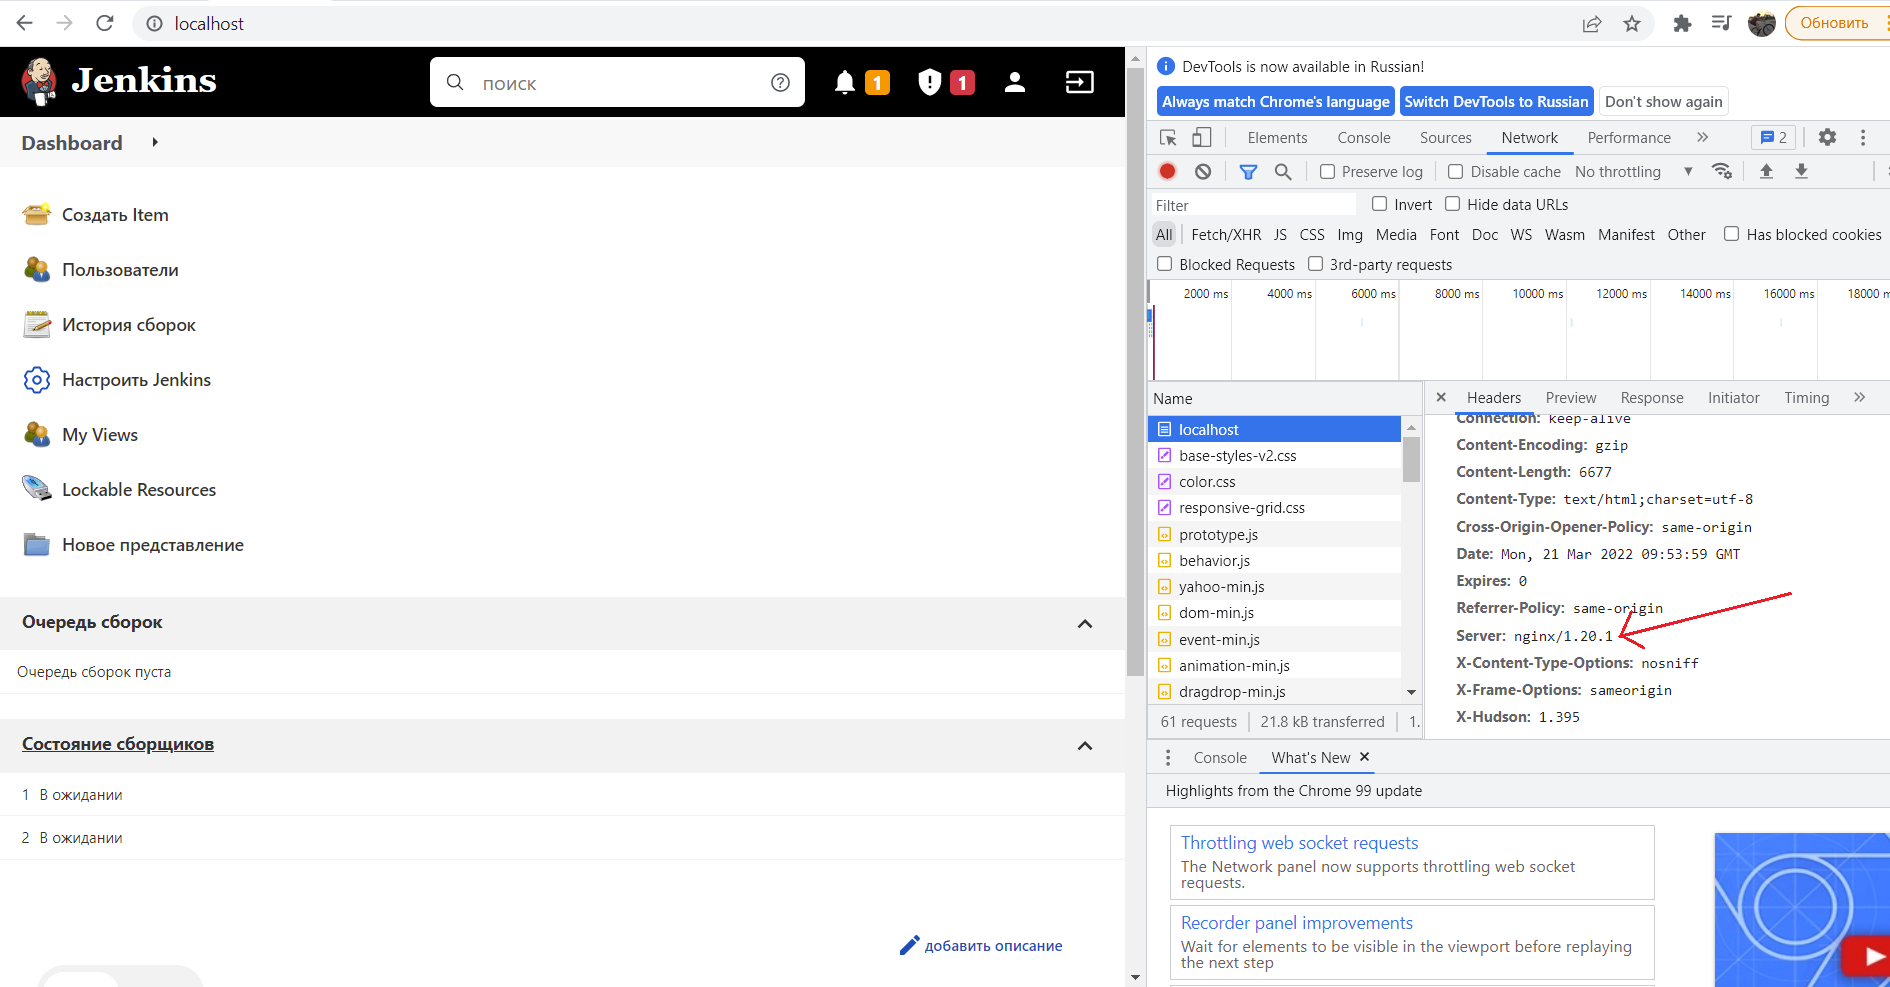 localhost
Обновить
Jenkins
поиск
1
1
Dashboard
Создать Item
Пользователи
История сборок
Настроить Jenkins
My Views
Lockable Resources
Новое представление
Очередь сборок
Очередь сборок пуста
Состояние сборщиков
1 В ожидании
2 В ожидании
добавить описание
DevTools is now available in Russian!
Always match Chrome's language Switch DevTools to Russian Don't show again
Elements Console Sources Network Performance 2
Preserve log Disable cache No throttling
Filter Invert Hide data URLs
All Fetch/XHR JS CSS Img Media Font Doc WS Wasm Manifest Other Has blocked cookies
Blocked Requests 3rd-party requests
2000 ms 4000 ms 6000 ms 8000 ms 10000 ms 12000 ms 14000 ms 16000 ms 18000 m
Name
localhost
base-styles-v2.css
color.css
responsive-grid.css
prototype.js
behavior.js
yahoo-min.js
dom-min.js
event-min.js
animation-min.js
dragdrop-min.js
61 requests 21.8 kB transferred 1.
Headers Preview Response Initiator Timing
Connection: keep-alive
Content-Encoding: gzip
Content-Length: 6677
Content-Type: text/html;charset=utf-8
Cross-Origin-Opener-Policy: same-origin
Date: Mon, 21 Mar 2022 09:53:59 GMT
Expires: 0
Referrer-Policy: same-origin
Server: nginx/1.20.1
X-Content-Type-Options: nosniff
X-Frame-Options: sameorigin
X-Hudson: 1.395
Console What's New
Highlights from the Chrome 99 update
Throttling web socket requests
The Network panel now supports throttling web socket
requests.
Recorder panel improvements
Wait for elements to be visible in the viewport before replaying
the next step